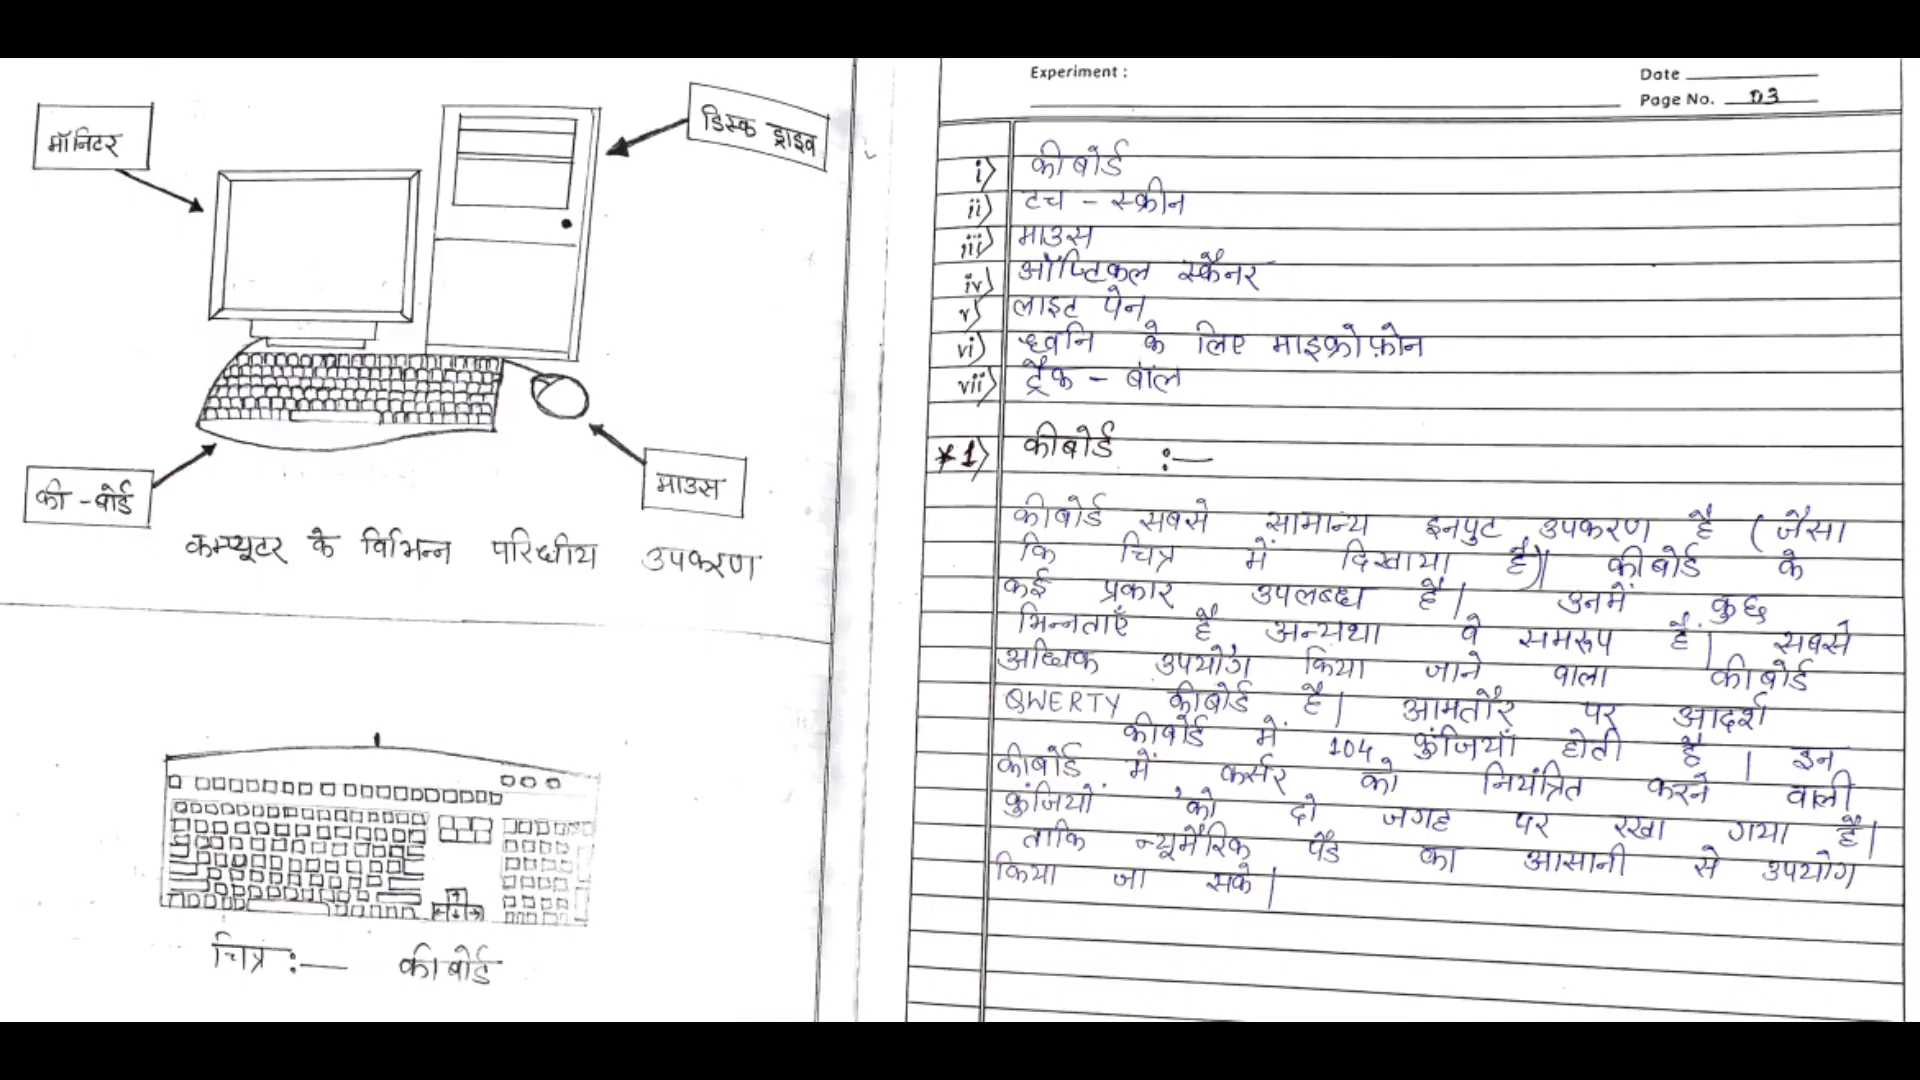 मॉनिटर
डिस्क ड्राइव
की-बोर्ड
माउस
कम्प्यूटर के विभिन्न परिधीय उपकरण
चित्र :— कीबोर्ड
Experiment :
Date
Page No. 03
i) कीबोर्ड
ii) टच - स्क्रीन
iii) माउस
iv) ऑप्टिकल स्कैनर
v) लाइट पेन
vi) ध्वनि के लिए माइक्रोफ़ोन
vii) ट्रैक - बॉल
*1) कीबोर्ड :—
कीबोर्ड सबसे सामान्य इनपुट उपकरण है (जैसा
कि चित्र में दिखाया है)। कीबोर्ड के
कई प्रकार उपलब्ध है। उनमें कुछ
भिन्नताएँ है अन्यथा वे समरूप हैं। सबसे
अधिक उपयोग किया जाने वाला कीबोर्ड
QWERTY कीबोर्ड है। आमतौर पर आदर्श
कीबोर्ड में 104 कुंजियाँ होती है। इन
कीबोर्ड में कर्सर को नियंत्रित करने वाली
कुंजियों को दो जगह पर रखा गया है।
ताकि न्यूमैरिक पैड का आसानी से उपयोग
किया जा सके।